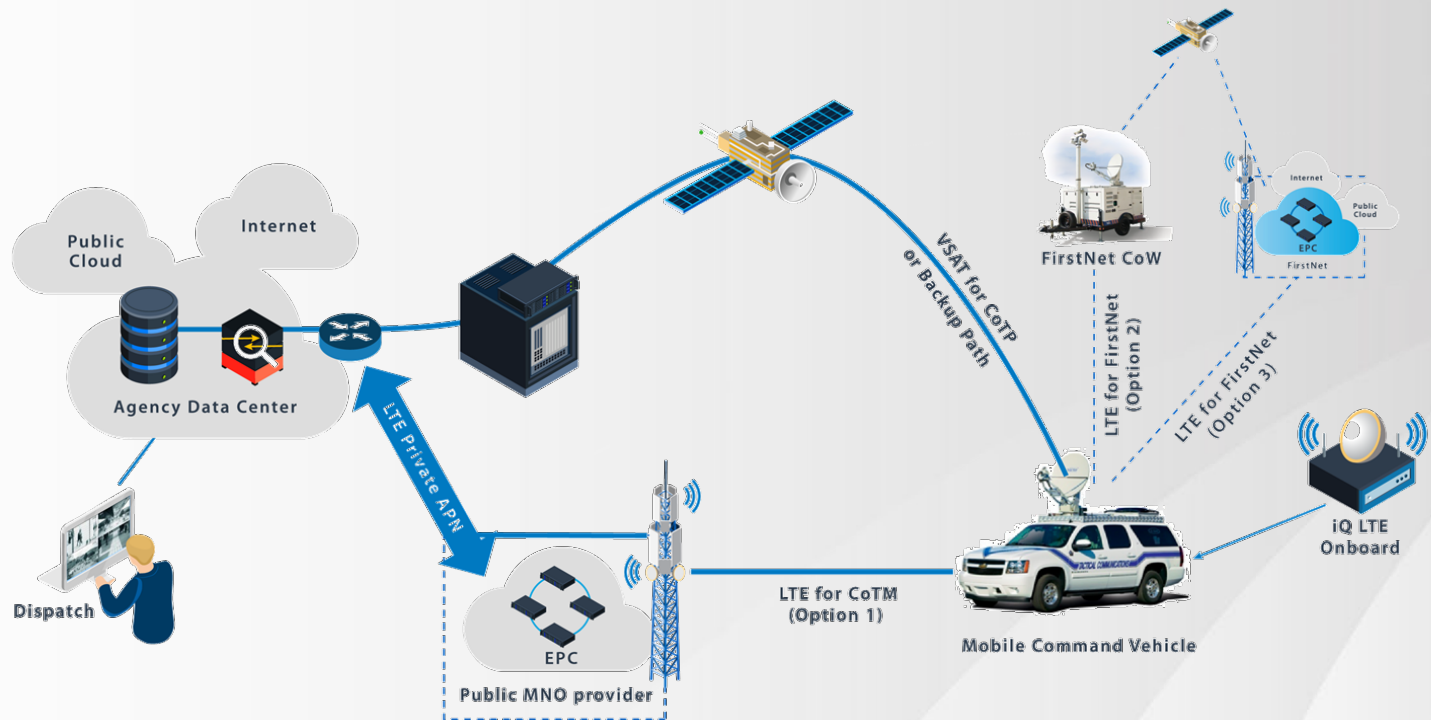 Public
Cloud
Internet
Agency Data Center
Dispatch
LTE Private APN
EPC
Public MNO provider
VSAT for CoTP
or Backup Path
LTE for CoTM
(Option 1)
FirstNet CoW
LTE for FirstNet
(Option 2)
Internet
Public
Cloud
EPC
FirstNet
LTE for FirstNet
(Option 3)
iQ LTE
Onboard
TACTICAL COMMUNICATIONS
Mobile Command Vehicle